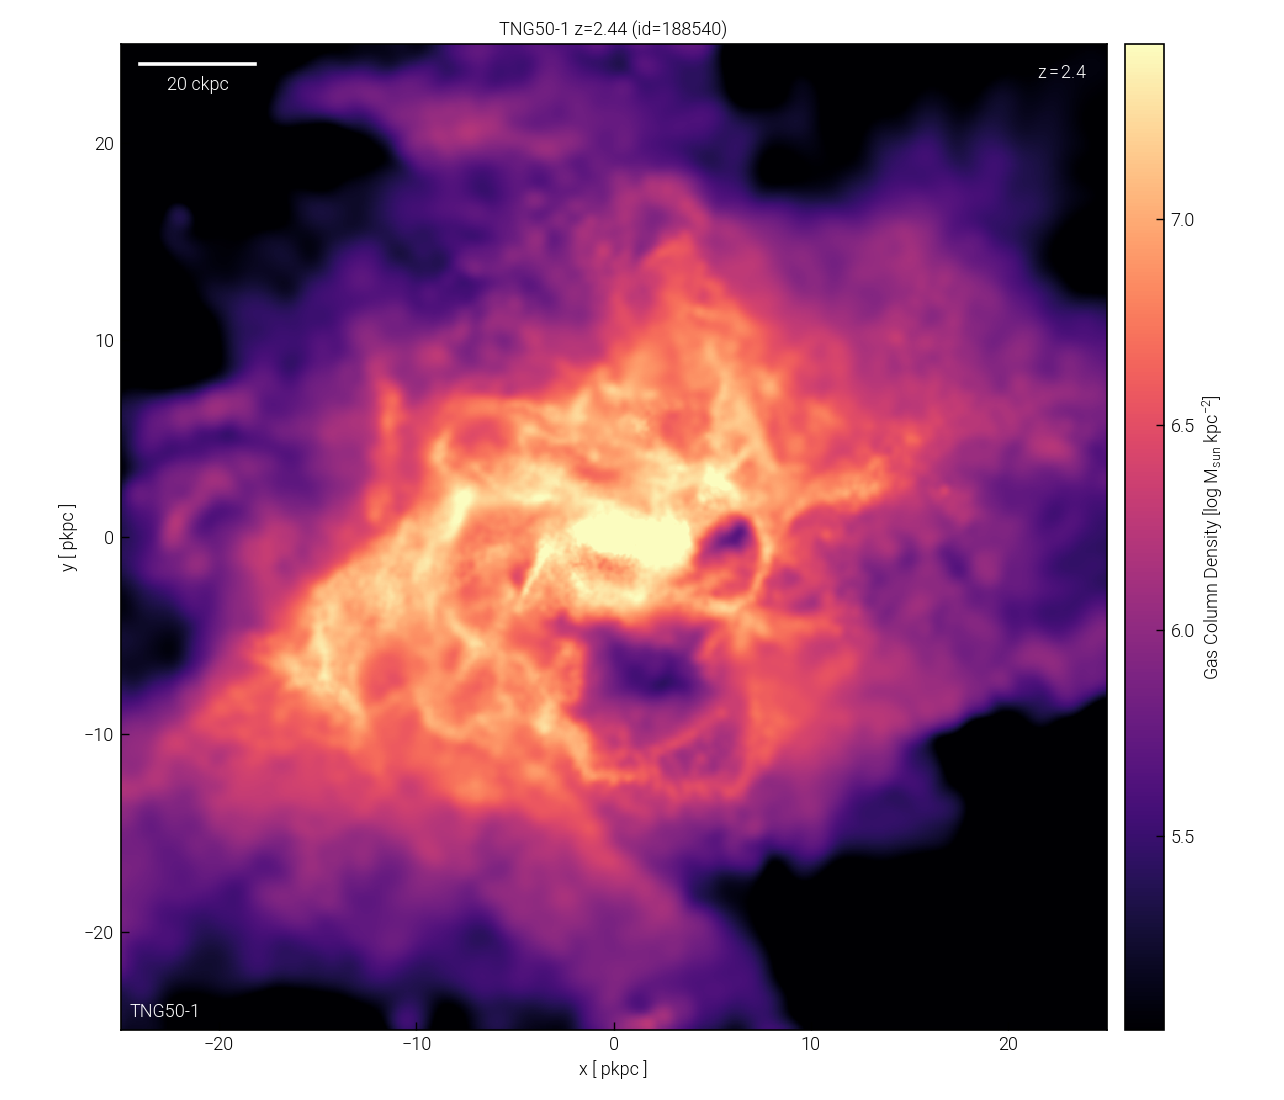 TNG50-1 z=2.44 (id=188540)
20 ckpc
z=2.4
20
10
0
−10
−20
y [ pkpc ]
TNG50-1
−20
−10
0
10
20
x [ pkpc ]
7.0
6.5
6.0
5.5
Gas Column Density [log M_sun kpc^−2]